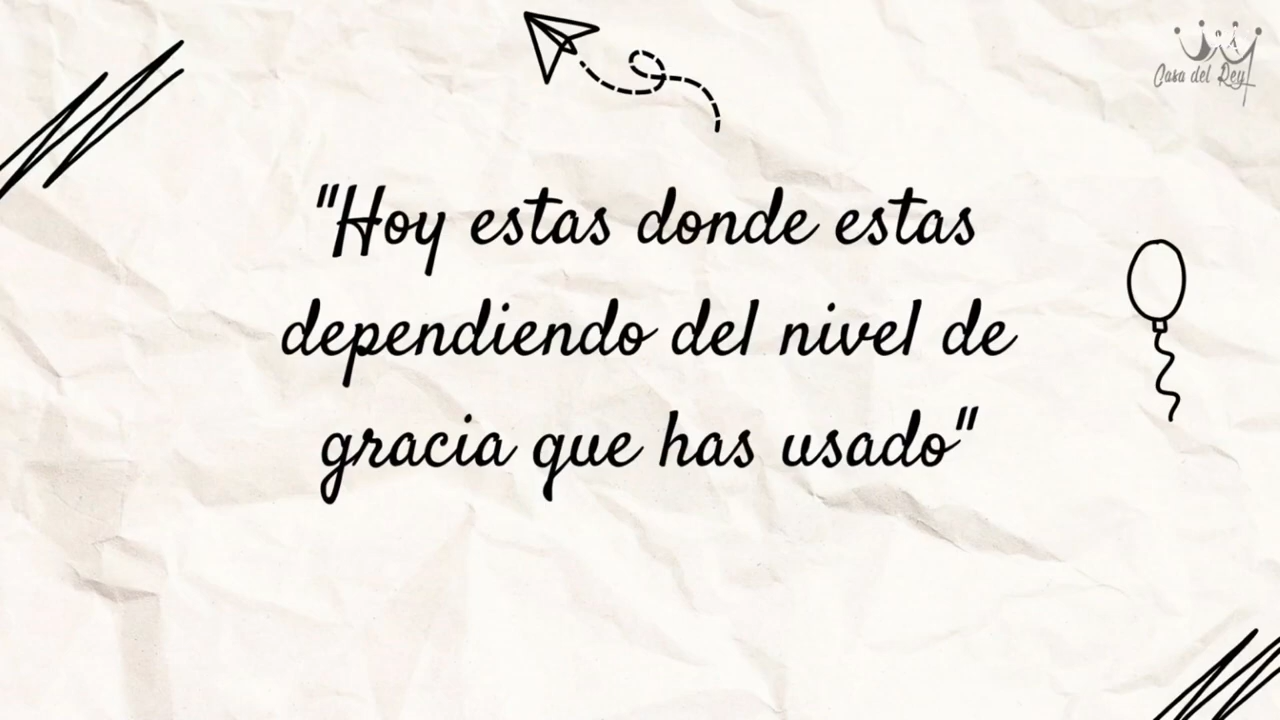 Casa del Rey
"Hoy estas donde estas
dependiendo del nivel de
gracia que has usado"